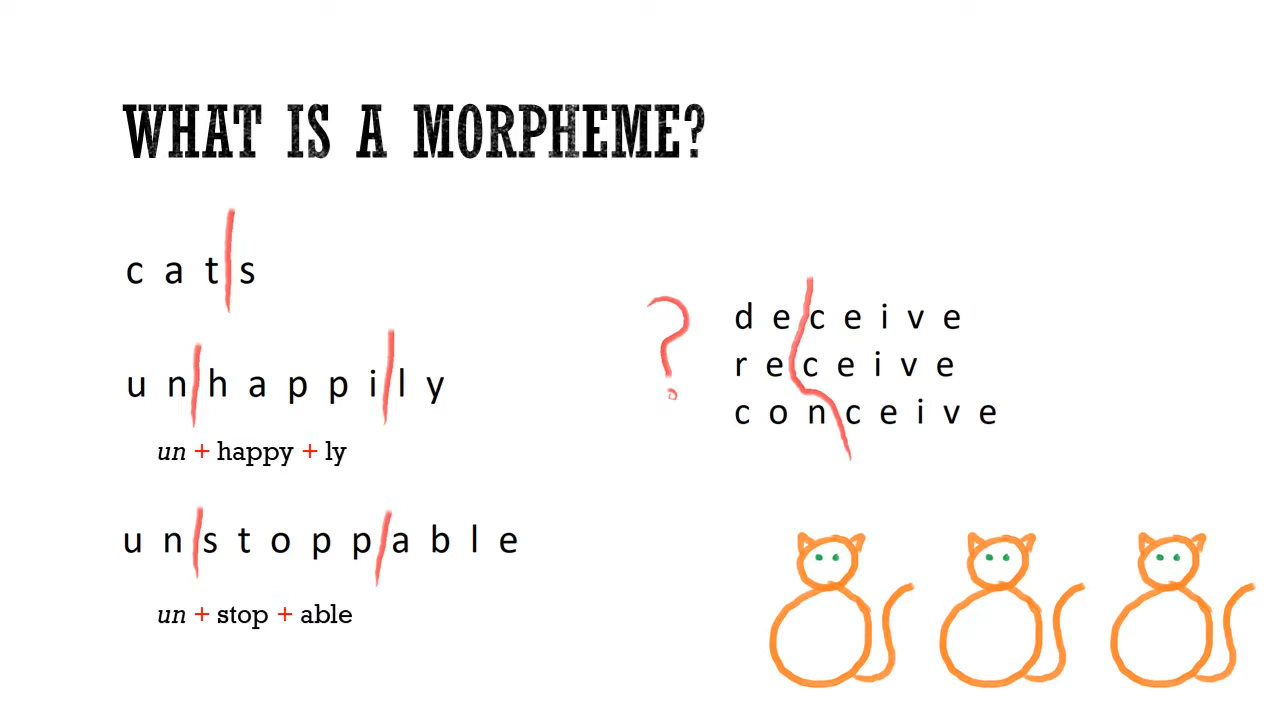 WHAT IS A MORPHEME?
c a t s
u n h a p p i l y
un + happy + ly
u n s t o p p a b l e
un + stop + able
?
d e c e i v e
r e c e i v e
c o n c e i v e